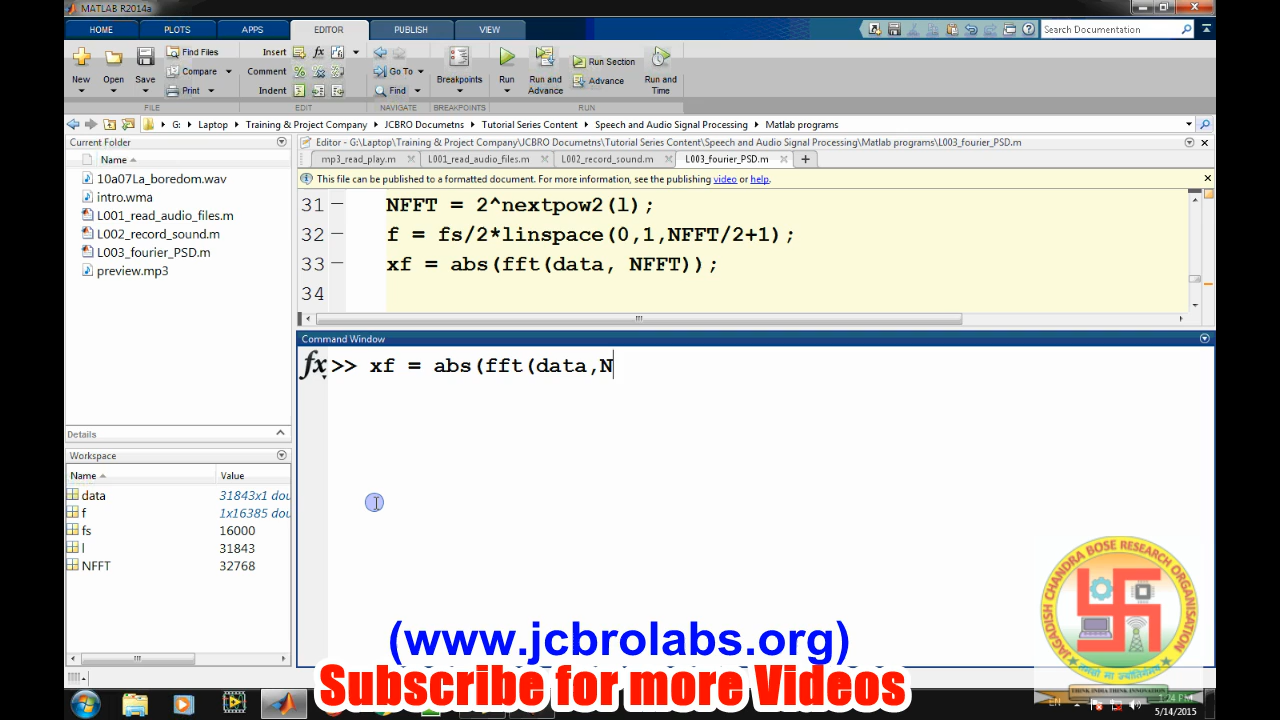 MATLAB R2014a
HOME PLOTS APPS EDITOR PUBLISH VIEW
Search Documentation
New Open Save Find Files Compare Print Insert Comment Indent Go To Find Breakpoints Run Run and Advance Run Section Advance Run and Time
FILE EDIT NAVIGATE BREAKPOINTS RUN
G: Laptop Training & Project Company JCBRO Documetns Tutorial Series Content Speech and Audio Signal Processing Matlab programs
Current Folder
Name
10a07La_boredom.wav
intro.wma
L001_read_audio_files.m
L002_record_sound.m
L003_fourier_PSD.m
preview.mp3
Details
Workspace
Name Value
data 31843x1 dou
f 1x16385 dou
fs 16000
l 31843
NFFT 32768
Editor - G:\Laptop\Training & Project Company\JCBRO Documetns\Tutorial Series Content\Speech and Audio Signal Processing\Matlab programs\L003_fourier_PSD.m
mp3_read_play.m L001_read_audio_files.m L002_record_sound.m L003_fourier_PSD.m
This file can be published to a formatted document. For more information, see the publishing video or help.
31 NFFT = 2^nextpow2(l);
32 f = fs/2*linspace(0,1,NFFT/2+1);
33 xf = abs(fft(data, NFFT));
34
Command Window
fx >> xf = abs(fft(data,N
JAGADISH CHANDRA BOSE RESEARCH ORGANISATION
THINK INDIA THINK INNOVATION
(www.jcbrolabs.org)
Subscribe for more Videos
EN
5/14/2015